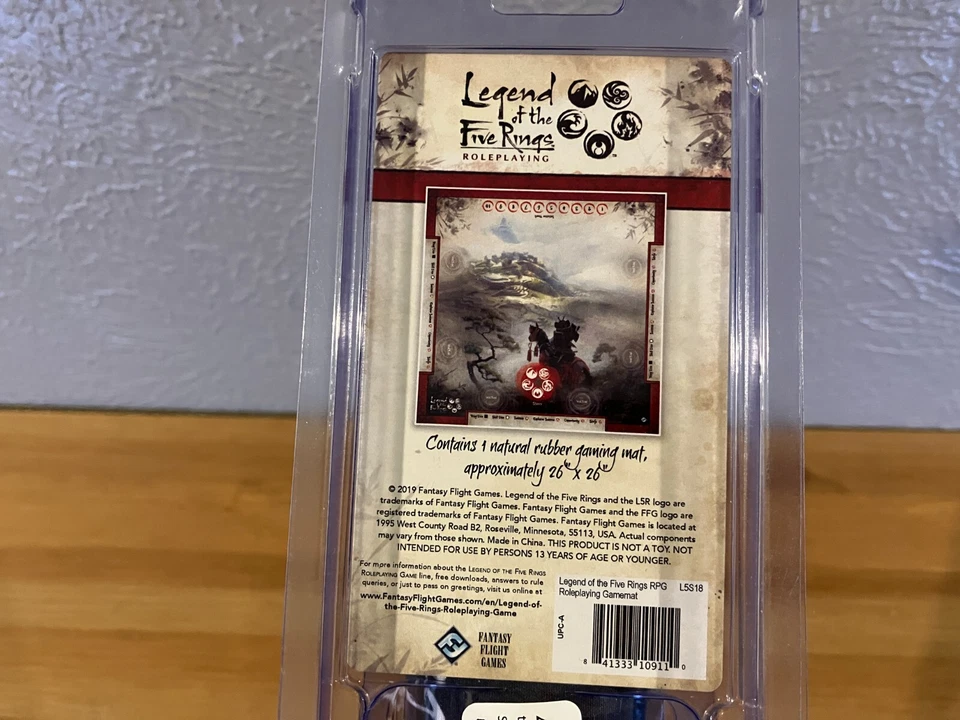 Legend
of the
Five Rings
ROLEPLAYING
TM
Contains 1 natural rubber gaming mat,
approximately 26" x 26"
© 2019 Fantasy Flight Games. Legend of the Five Rings and the L5R logo are
trademarks of Fantasy Flight Games. Fantasy Flight Games and the FFG logo are
registered trademarks of Fantasy Flight Games. Fantasy Flight Games is located at
1995 West County Road B2, Roseville, Minnesota, 55113, USA. Actual components
may vary from those shown. Made in China. THIS PRODUCT IS NOT A TOY. NOT
INTENDED FOR USE BY PERSONS 13 YEARS OF AGE OR YOUNGER.
For more information about the LEGEND OF THE FIVE RINGS
ROLEPLAYING GAME line, free downloads, answers to rule
queries, or just to pass on greetings, visit us online at
www.FantasyFlightGames.com/en/Legend-of-
the-Five-Rings-Roleplaying-Game
FANTASY
FLIGHT
GAMES
Legend of the Five Rings RPG L5S18
Roleplaying Gamemat
UPC-A
8 41333 10911 0